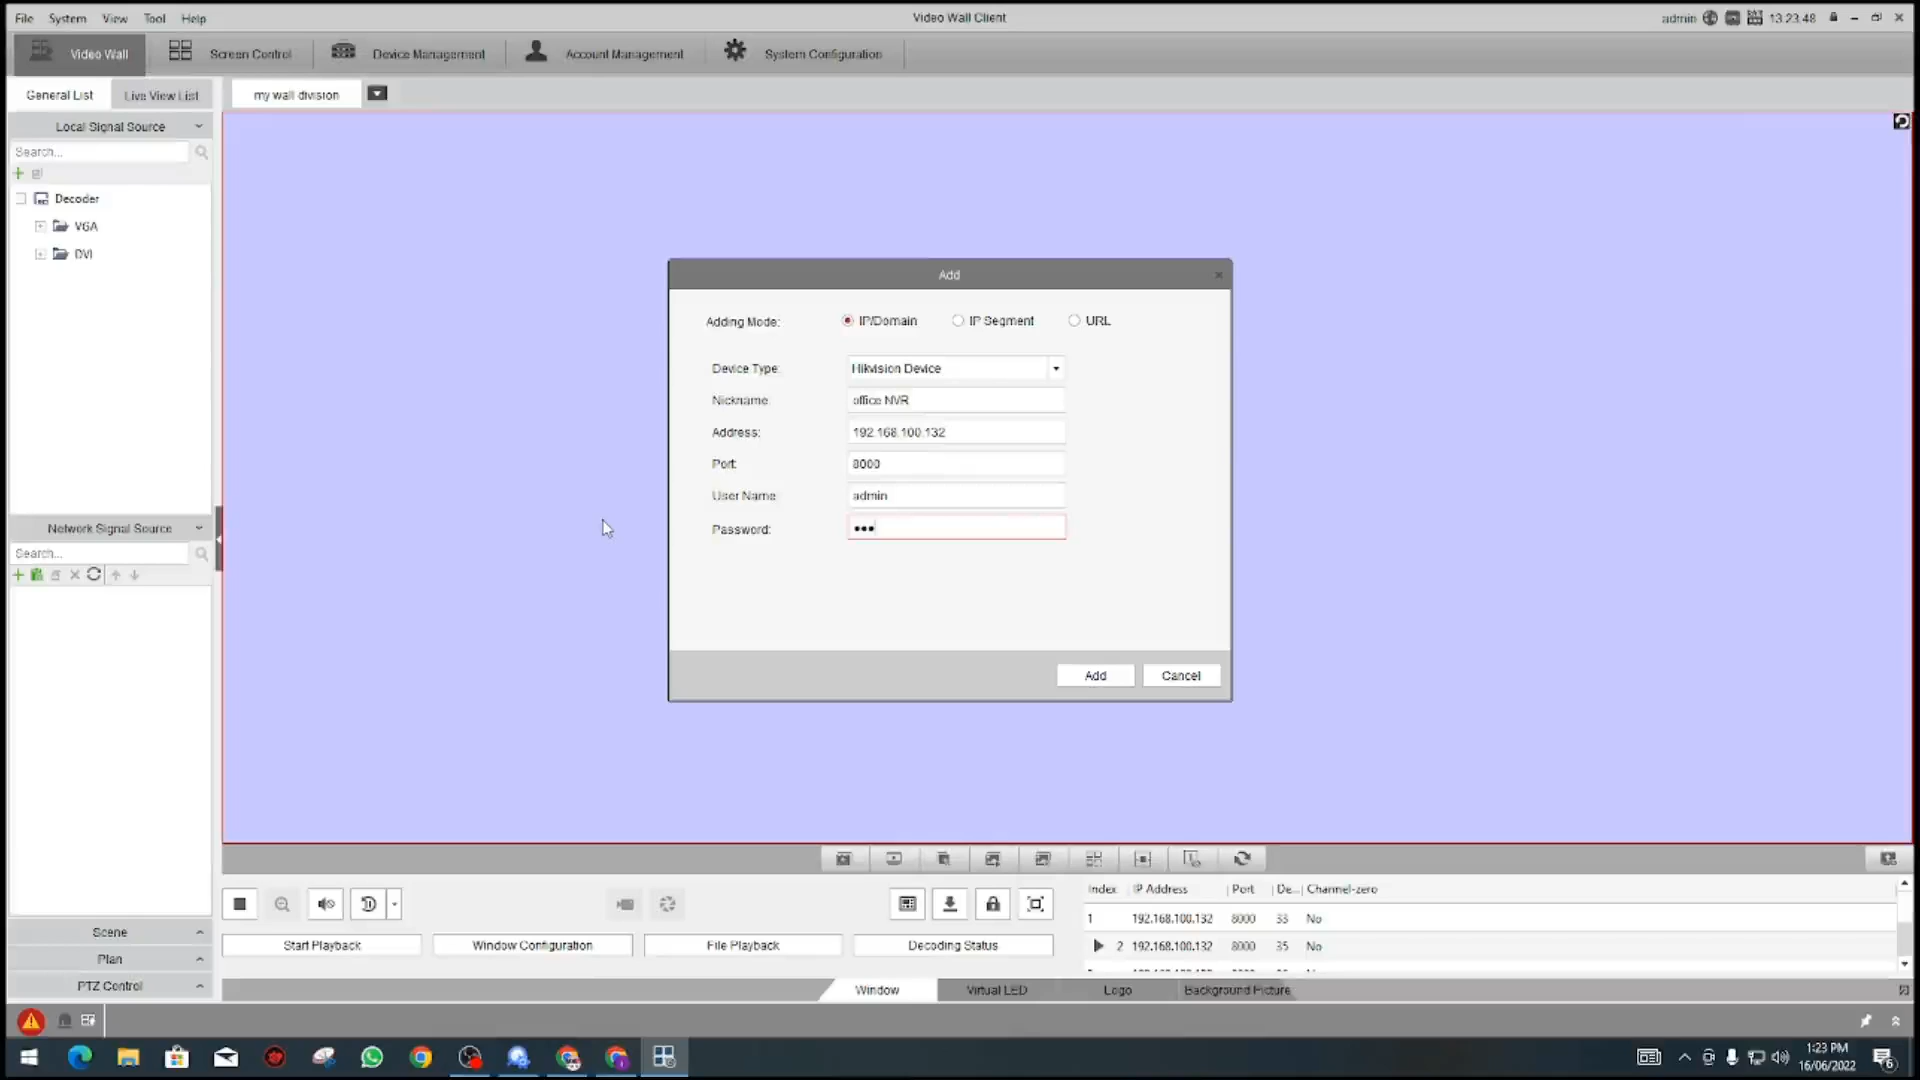 File System View Tool Help
Video Wall Client
admin 13:23:48
Video Wall
Screen Control
Device Management
Account Management
System Configuration
General List
Live View List
my wall division
Local Signal Source
Search...
Decoder
VGA
DVI
Network Signal Source
Search...
Scene
Plan
PTZ Control
Add
Adding Mode: IP/Domain IP Segment URL
Device Type: Hikvision Device
Nickname: office NVR
Address: 192.168.100.132
Port: 8000
User Name: admin
Password: •••
Add Cancel
Start Playback
Window Configuration
File Playback
Decoding Status
Index IP Address Port De... Channel-zero
1 192.168.100.132 8000 33 No
2 192.168.100.132 8000 35 No
Window
Virtual LED
Logo
Background Picture
1:23 PM
16/06/2022
6